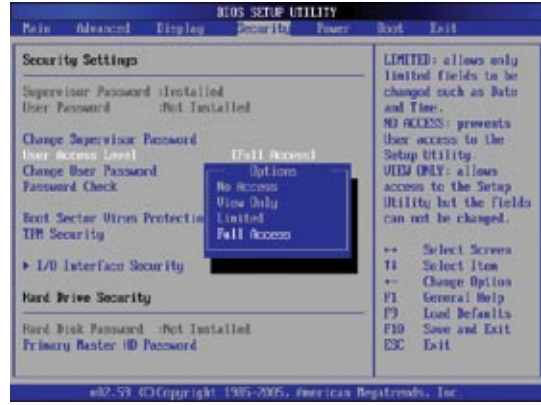 BIOS SETUP UTILITY
Main Advanced Display Security Power Boot Exit
Security Settings
Supervisor Password :Installed
User Password :Not Installed
Change Supervisor Password
User Access Level [Full Access]
Change User Password
Password Check
Boot Sector Virus Protectio
TPM Security
I/O Interface Security
Hard Drive Security
Hard Disk Password :Not Installed
Primary Master HD Password
Options
No Access
View Only
Limited
Full Access
LIMITED: allows only
limited fields to be
changed such as Date
and Time.
NO ACCESS: prevents
User access to the
Setup Utility.
VIEW ONLY: allows
access to the Setup
Utility but the fields
can not be changed.
Select Screen
Select Item
Change Option
F1 General Help
F9 Load Defaults
F10 Save and Exit
ESC Exit
v02.59 (C)Copyright 1985-2005, American Megatrends, Inc.